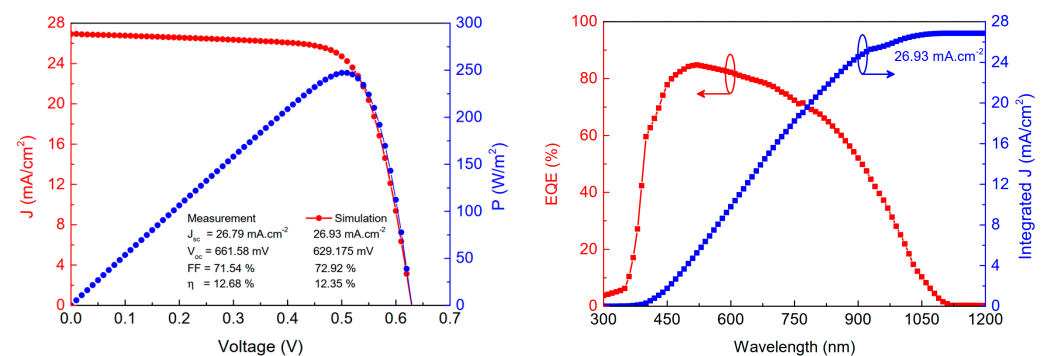 28
24
20
16
12
8
4
0
J (mA/cm²)
300
250
200
150
100
50
0
P (W/m²)
Measurement Simulation
J_sc = 26.79 mA.cm⁻² 26.93 mA.cm⁻²
V_oc = 661.58 mV 629.175 mV
FF = 71.54 % 72.92 %
η = 12.68 % 12.35 %
0.0 0.1 0.2 0.3 0.4 0.5 0.6 0.7
Voltage (V)
100
80
60
40
20
0
EQE (%)
26.93 mA.cm⁻²
28
24
20
16
12
8
4
0
Integrated J (mA/cm²)
300 450 600 750 900 1050 1200
Wavelength (nm)